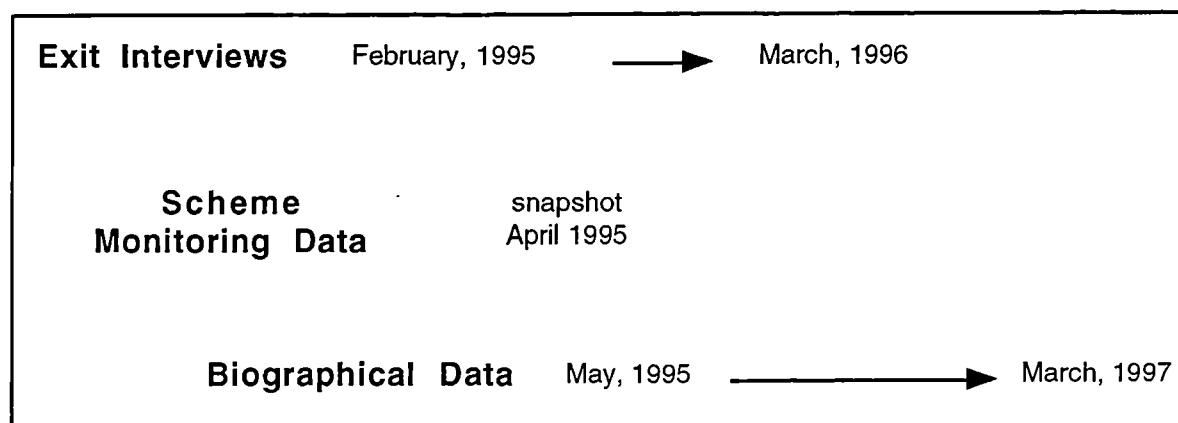 Exit Interviews February, 1995 March, 1996
Scheme snapshot
Monitoring Data April 1995
Biographical Data May, 1995 March, 1997